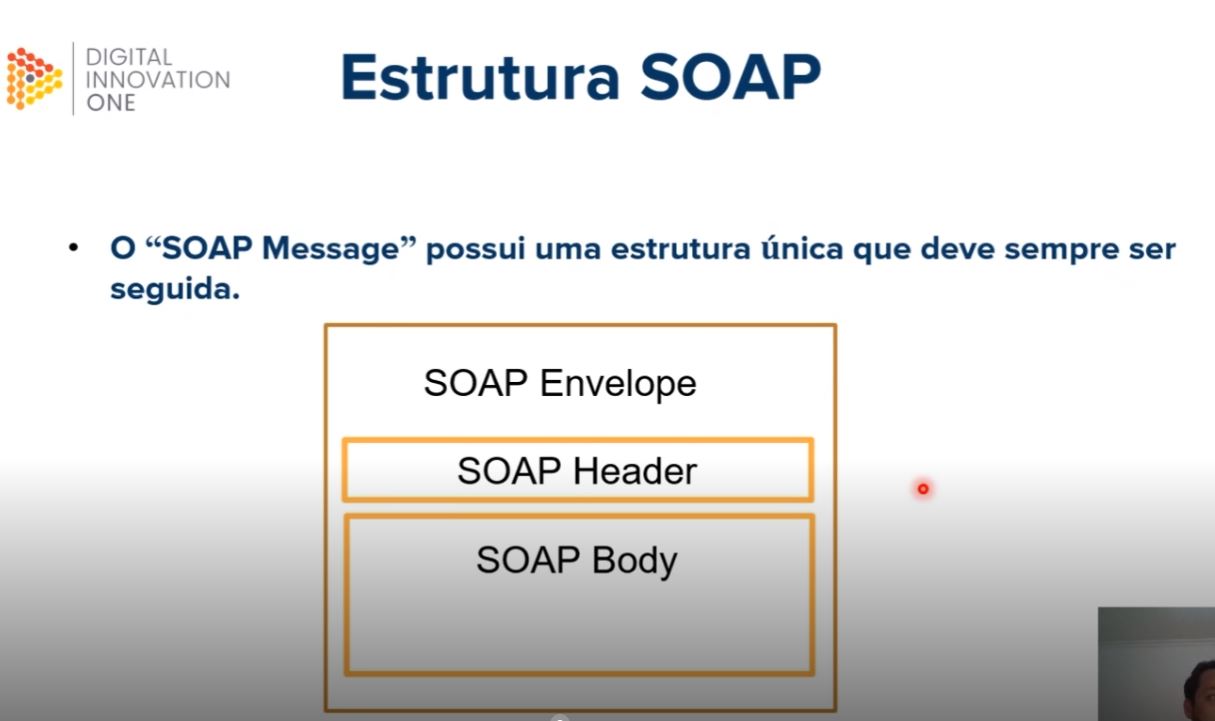 DIGITAL
INNOVATION
ONE
Estrutura SOAP
• O “SOAP Message” possui uma estrutura única que deve sempre ser
seguida.
SOAP Envelope
SOAP Header
SOAP Body